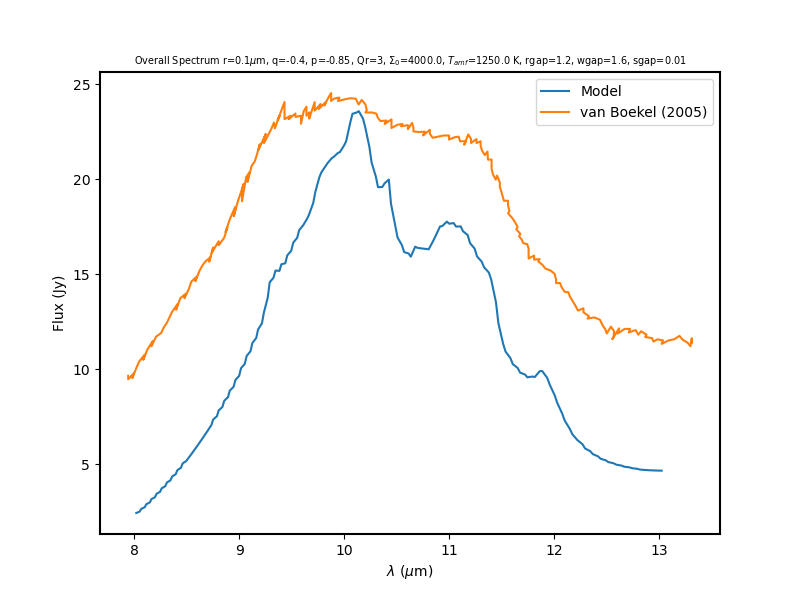 Overall Spectrum r=0.1μm, q=-0.4, p=-0.85, Qr=3, Σ₀=4000.0, Tₐₘf=1250.0 K, rgap=1.2, wgap=1.6, sgap=0.01
Model
van Boekel (2005)
25
20
15
10
5
Flux (Jy)
8 9 10 11 12 13
λ (μm)